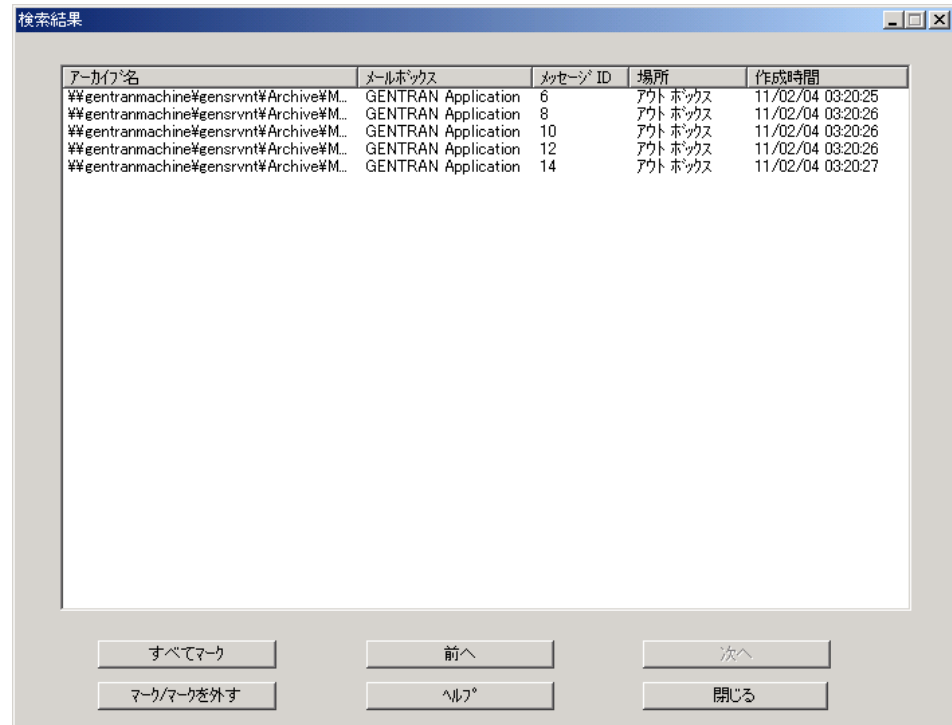 検索結果
アーカイブ名 メールボックス メッセージ ID 場所 作成時間
¥¥gentranmachine¥gensrvnt¥Archive¥M... GENTRAN Application 6 アウト ボックス 11/02/04 03:20:25
¥¥gentranmachine¥gensrvnt¥Archive¥M... GENTRAN Application 8 アウト ボックス 11/02/04 03:20:26
¥¥gentranmachine¥gensrvnt¥Archive¥M... GENTRAN Application 10 アウト ボックス 11/02/04 03:20:26
¥¥gentranmachine¥gensrvnt¥Archive¥M... GENTRAN Application 12 アウト ボックス 11/02/04 03:20:26
¥¥gentranmachine¥gensrvnt¥Archive¥M... GENTRAN Application 14 アウト ボックス 11/02/04 03:20:27
すべてマーク 前へ 次へ
マーク/マークを外す ヘルプ 閉じる